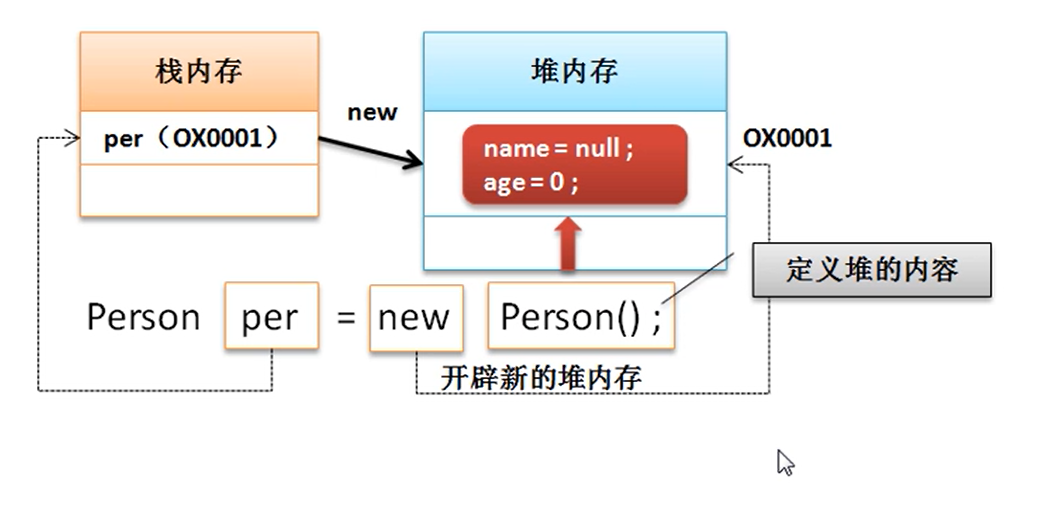 栈内存
堆内存
new
per（OX0001）
OX0001
name = null ;
age = 0 ;
定义堆的内容
Person per = new Person() ;
开辟新的堆内存